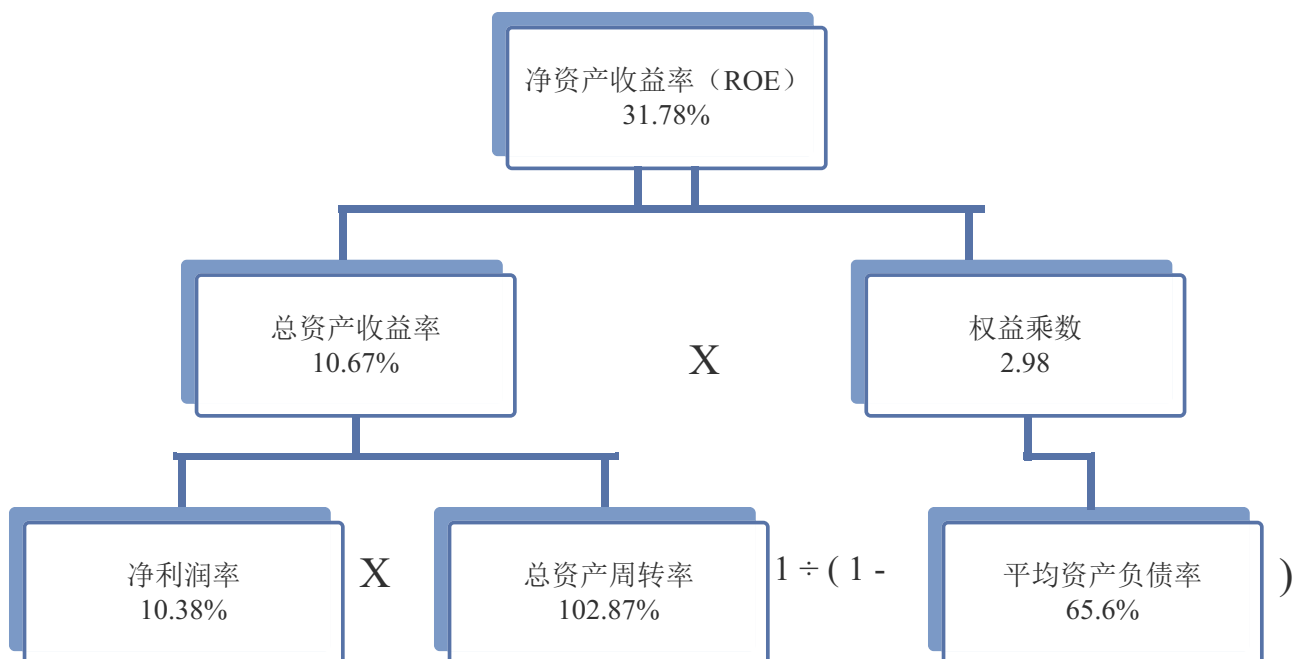 净资产收益率（ROE）
31.78%
总资产收益率
10.67%
X
权益乘数
2.98
净利润率
10.38%
X
总资产周转率
102.87%
1 ÷ ( 1 -
平均资产负债率
65.6%
)